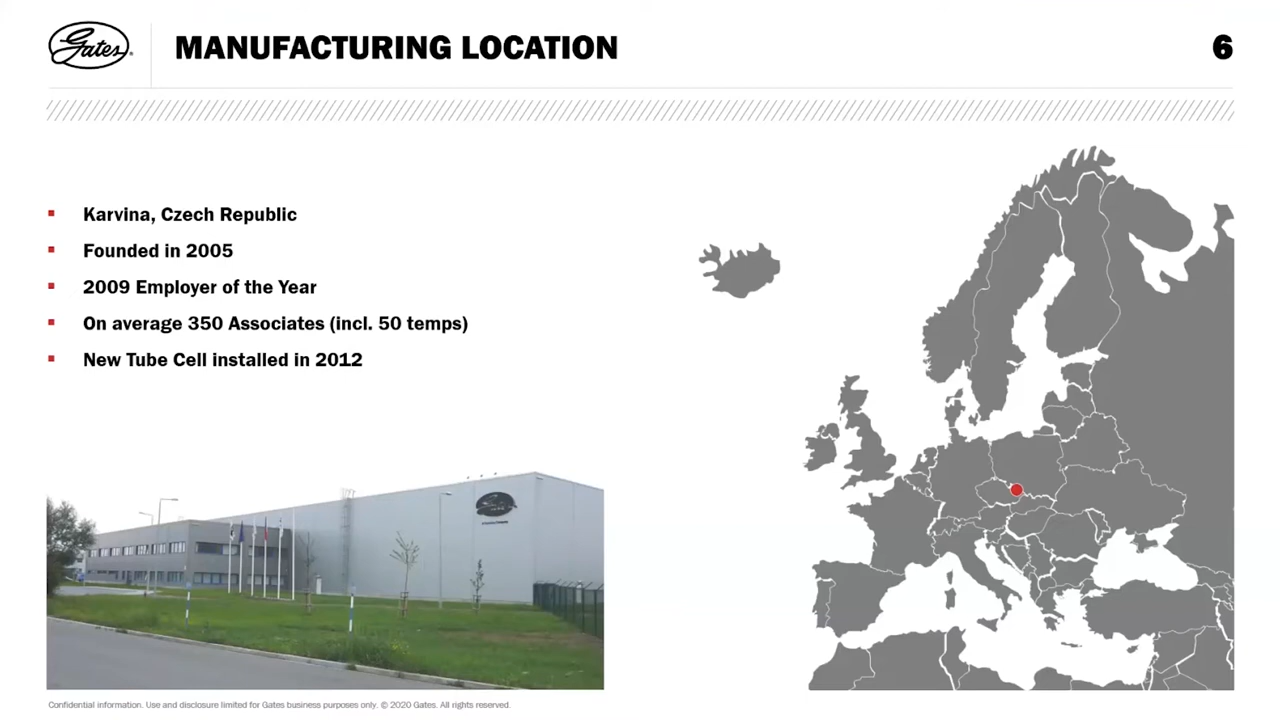 Gates
MANUFACTURING LOCATION
6
Karvina, Czech Republic
Founded in 2005
2009 Employer of the Year
On average 350 Associates (incl. 50 temps)
New Tube Cell installed in 2012
Confidential information. Use and disclosure limited for Gates business purposes only. © 2020 Gates. All rights reserved.